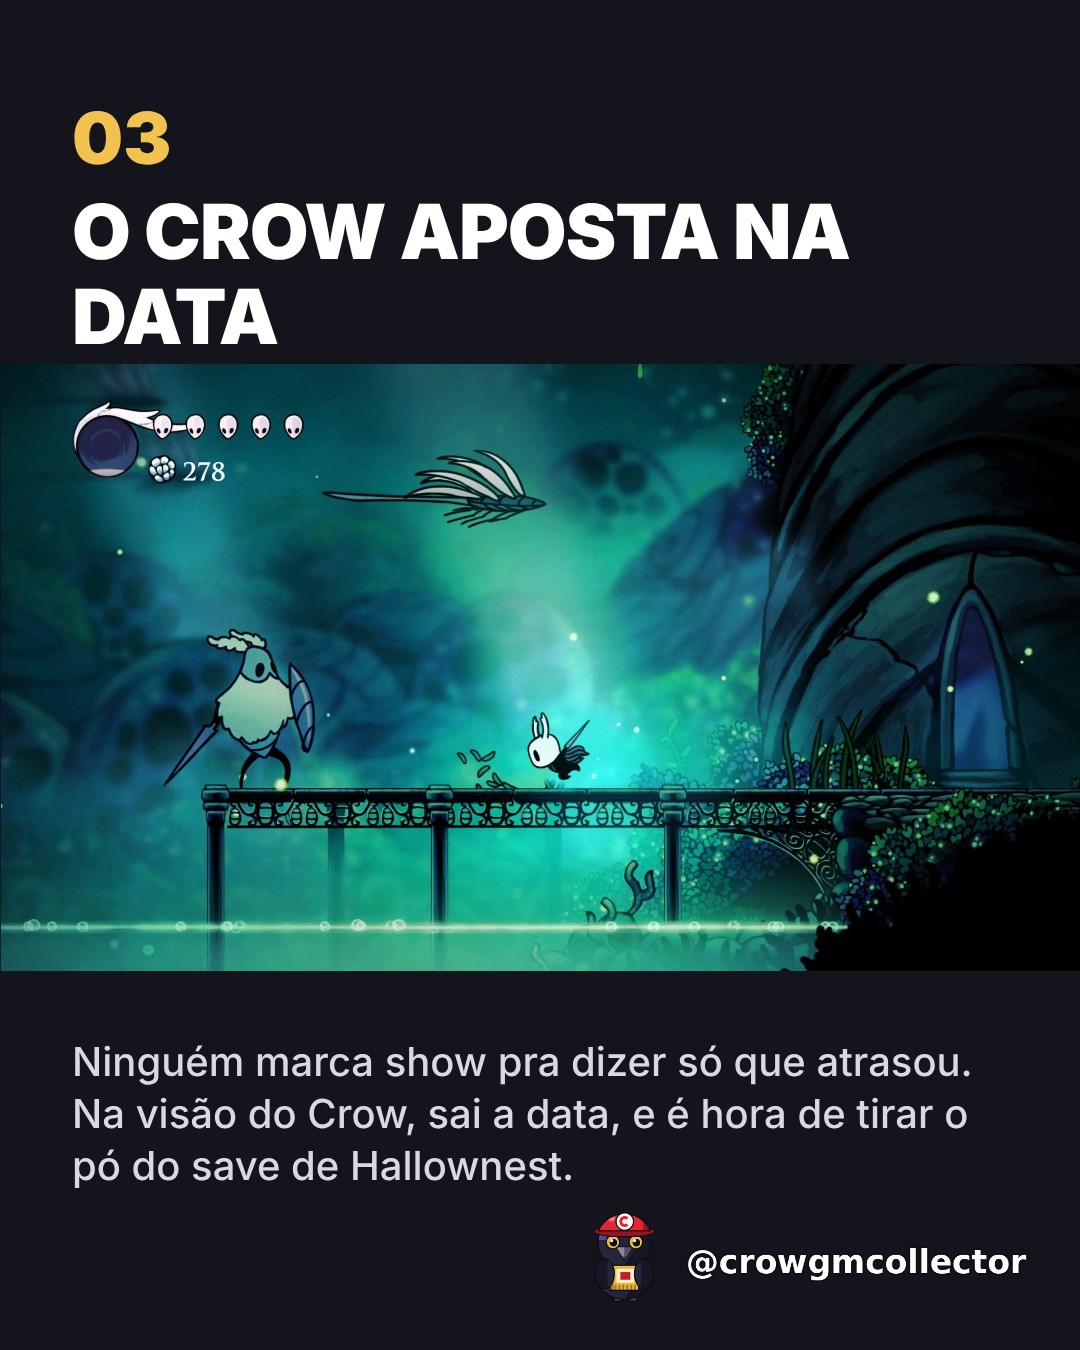 03
O CROW APOSTA NA
DATA
278
Ninguém marca show pra dizer só que atrasou.
Na visão do Crow, sai a data, e é hora de tirar o
pó do save de Hallownest.
C
@crowgmcollector